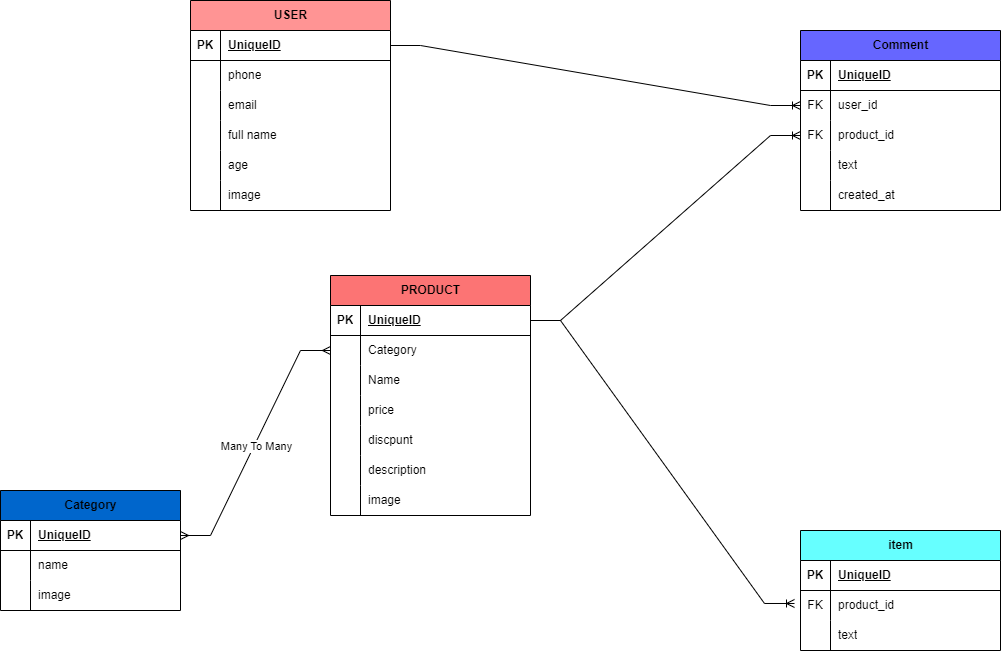 USER
PK UniqueID
phone
email
full name
age
image
Comment
PK UniqueID
FK user_id
FK product_id
text
created_at
PRODUCT
PK UniqueID
Category
Name
price
discpunt
description
image
Many To Many
Category
PK UniqueID
name
image
item
PK UniqueID
FK product_id
text